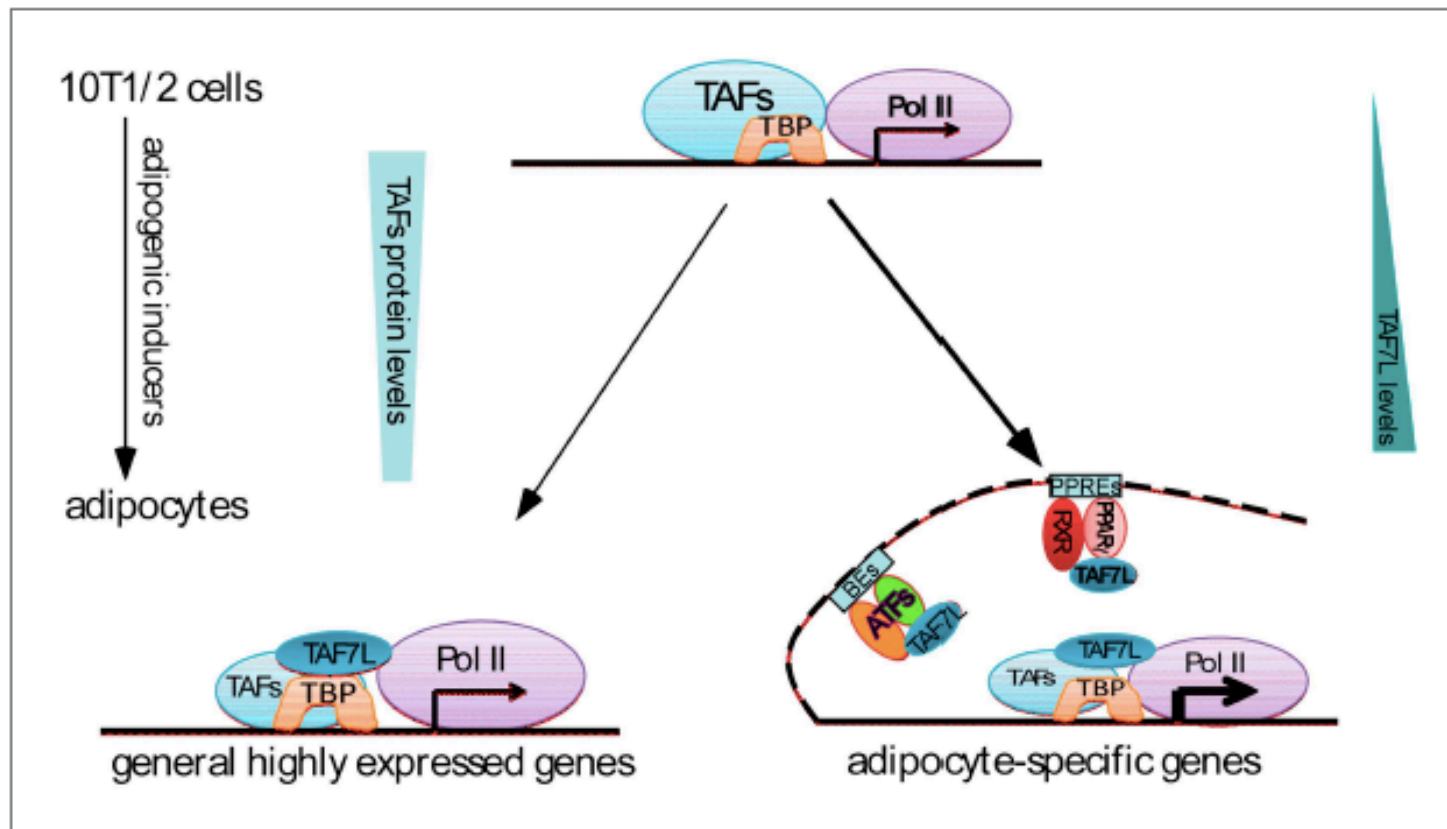 10T1/2 cells
adipogenic inducers
adipocytes
TAFs protein levels
TAFs
TBP
Pol II
TAF7L levels
TAF7L
TAFs
TBP
Pol II
general highly expressed genes
PPREs
RXR
PPARγ
TAF7L
BEs
ATFs
TAF7L
TAF7L
TAFs
TBP
Pol II
adipocyte-specific genes